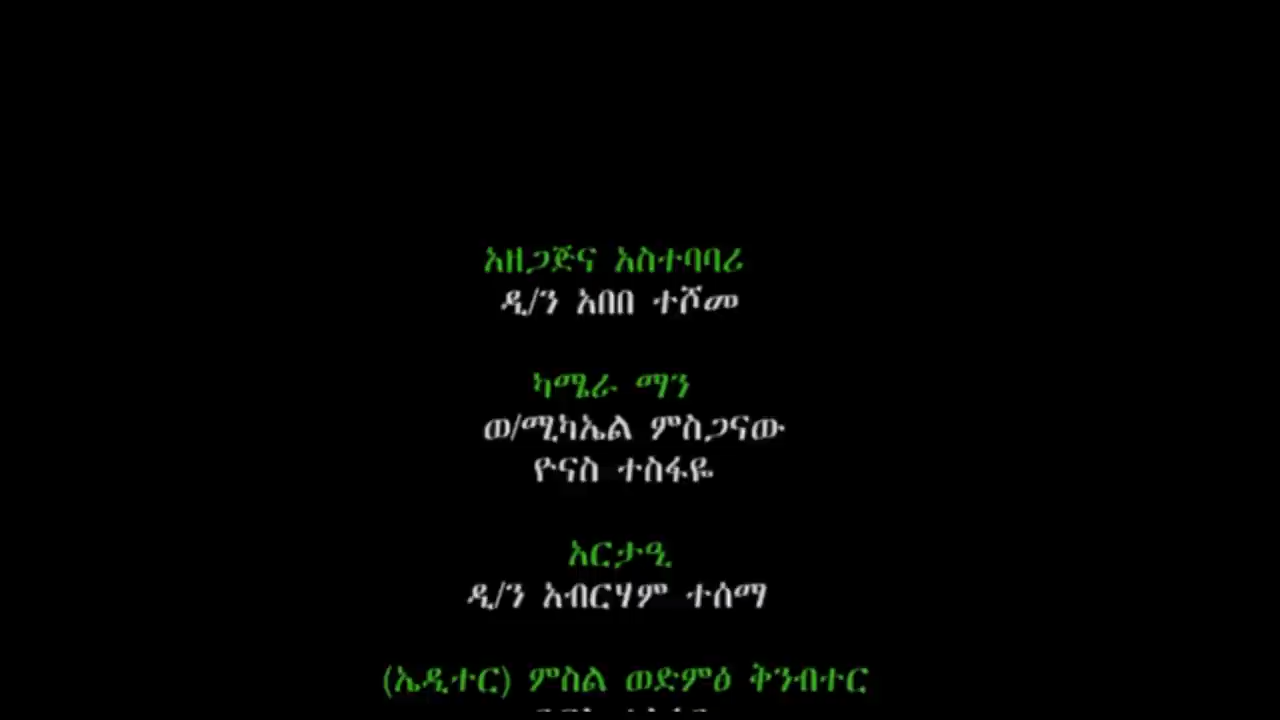 አዘጋጅና አስተባባሪ
ዲ/ን አበበ ተሾመ
ካሜራ ማን
ወ/ሚካኤል ምስጋናው
ዮናስ ተስፋዬ
አርታዒ
ዲ/ን አብርሃም ተሰማ
(ኤዲተር) ምስል ወድምፅ ቅንብተር